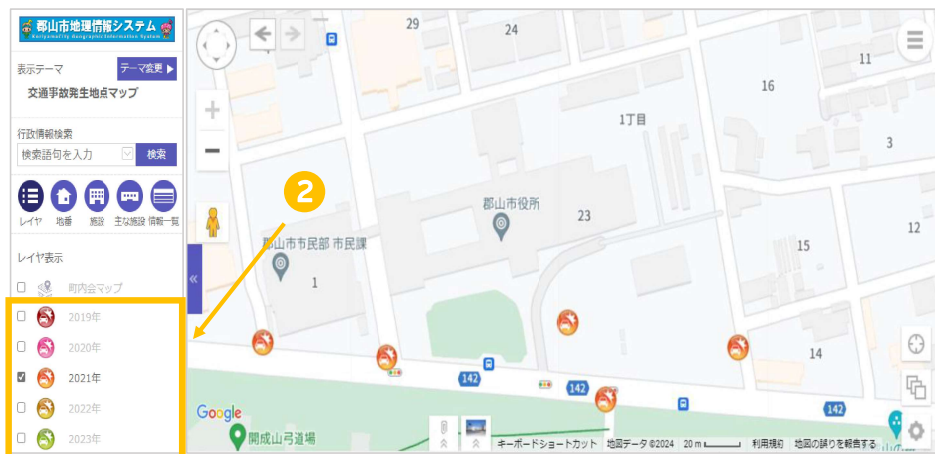 郡山市地理情報システム
Koriyamacity Geographic Information System
表示テーマ
テーマ変更 ▶
交通事故発生地点マップ
行政情報検索
検索語句を入力
検索
レイヤ
地番
施設
主な施設
情報一覧
レイヤ表示
町内会マップ
2019年
2020年
2021年
2022年
2023年
2
29
24
11
16
1丁目
3
郡山市役所
23
12
郡山市市民部 市民課
15
1
14
142
142
142
Google
開成山弓道場
キーボードショートカット
地図データ ©2024
20 m
利用規約
地図の誤りを報告する